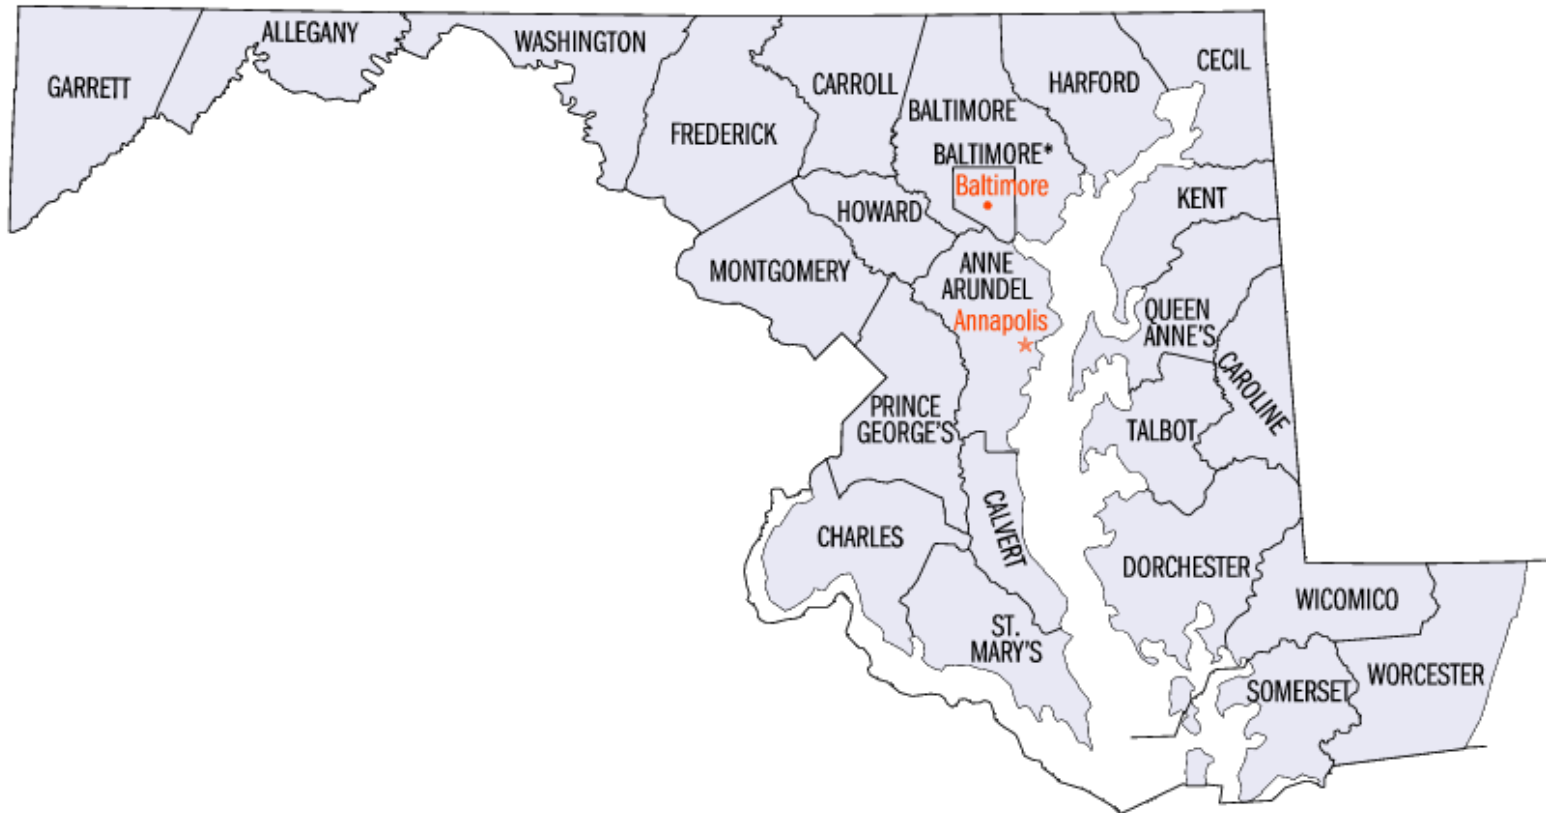 ALLEGANY
WASHINGTON
GARRETT
CARROLL
HARFORD
CECIL
FREDERICK
BALTIMORE
BALTIMORE*
Baltimore
KENT
HOWARD
MONTGOMERY
ANNE
ARUNDEL
Annapolis
QUEEN
ANNE'S
CAROLINE
PRINCE
GEORGE'S
TALBOT
CALVERT
CHARLES
DORCHESTER
WICOMICO
ST.
MARY'S
SOMERSET
WORCESTER